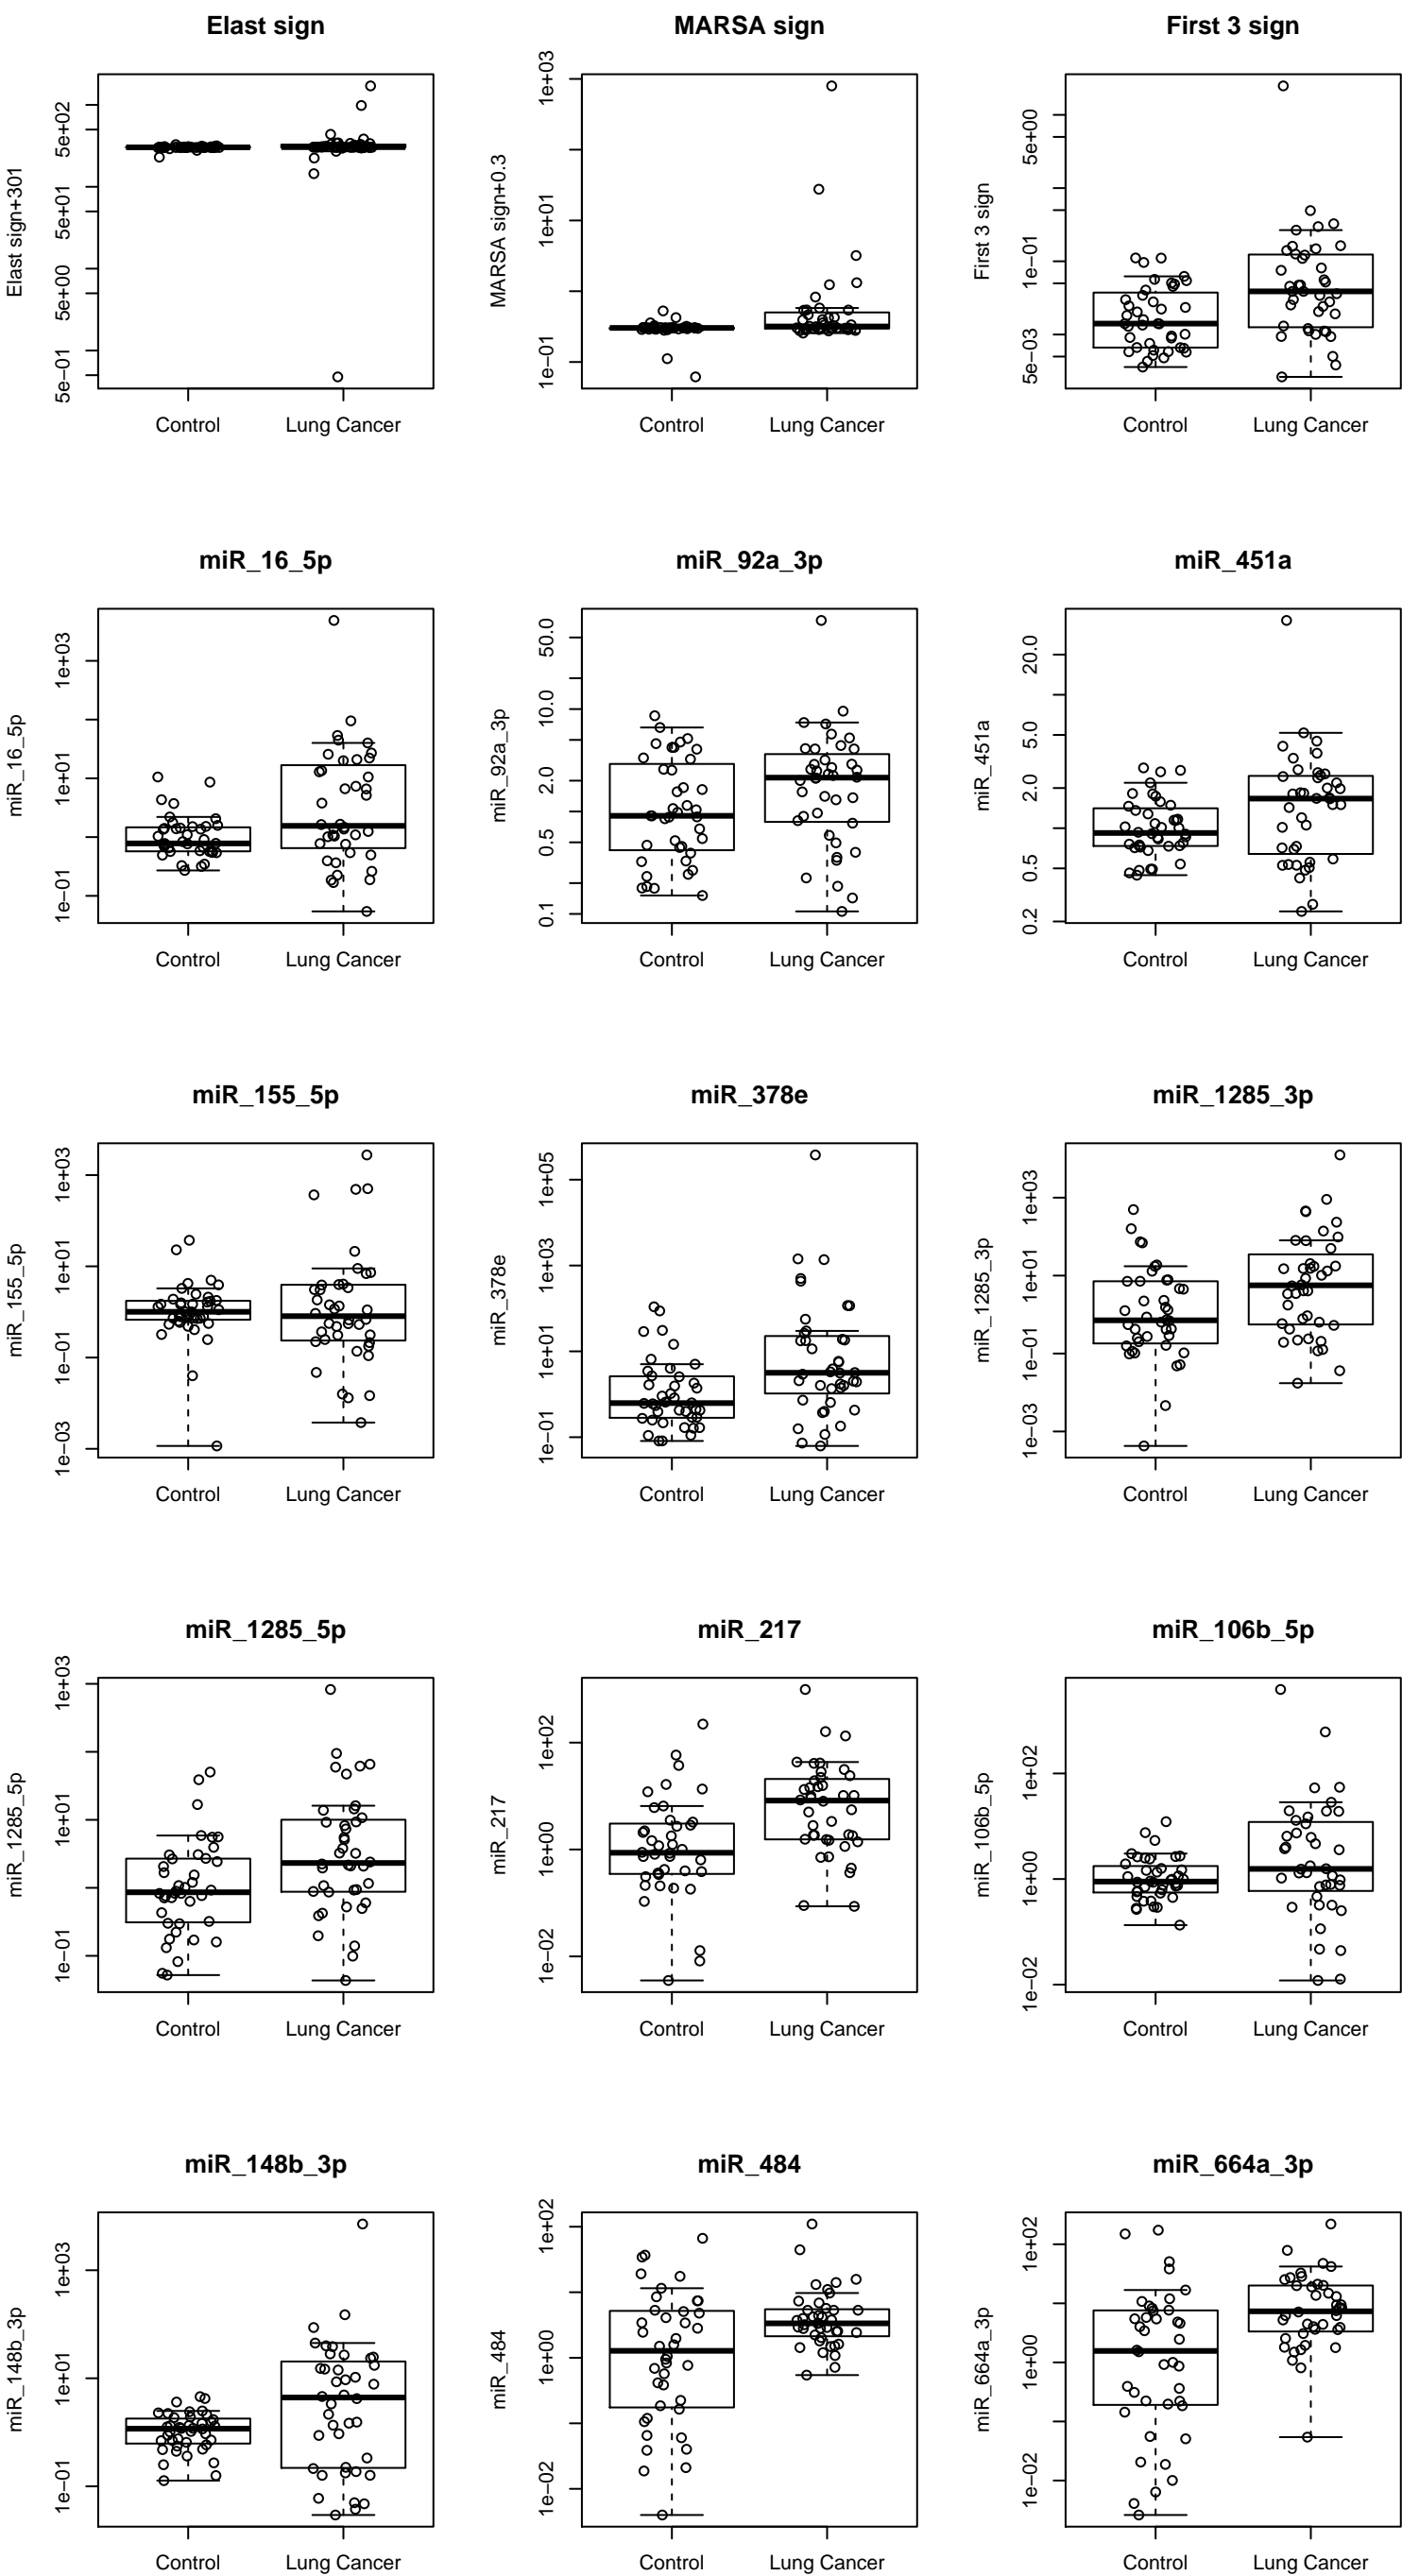 Elast sign
MARSA sign
First 3 sign
Elast sign+301
5e−01
5e+00
5e+01
5e+02
Control
Lung Cancer
MARSA sign+0.3
1e−01
1e+01
1e+03
Control
Lung Cancer
First 3 sign
5e−03
1e−01
5e+00
Control
Lung Cancer
miR_16_5p
miR_92a_3p
miR_451a
miR_16_5p
1e−01
1e+01
1e+03
Control
Lung Cancer
miR_92a_3p
0.1
0.5
2.0
10.0
50.0
Control
Lung Cancer
miR_451a
0.2
0.5
2.0
5.0
20.0
Control
Lung Cancer
miR_155_5p
miR_378e
miR_1285_3p
miR_155_5p
1e−03
1e−01
1e+01
1e+03
Control
Lung Cancer
miR_378e
1e−01
1e+01
1e+03
1e+05
Control
Lung Cancer
miR_1285_3p
1e−03
1e−01
1e+01
1e+03
Control
Lung Cancer
miR_1285_5p
miR_217
miR_106b_5p
miR_1285_5p
1e−01
1e+01
1e+03
Control
Lung Cancer
miR_217
1e−02
1e+00
1e+02
Control
Lung Cancer
miR_106b_5p
1e−02
1e+00
1e+02
Control
Lung Cancer
miR_148b_3p
miR_484
miR_664a_3p
miR_148b_3p
1e−01
1e+01
1e+03
Control
Lung Cancer
miR_484
1e−02
1e+00
1e+02
Control
Lung Cancer
miR_664a_3p
1e−02
1e+00
1e+02
Control
Lung Cancer